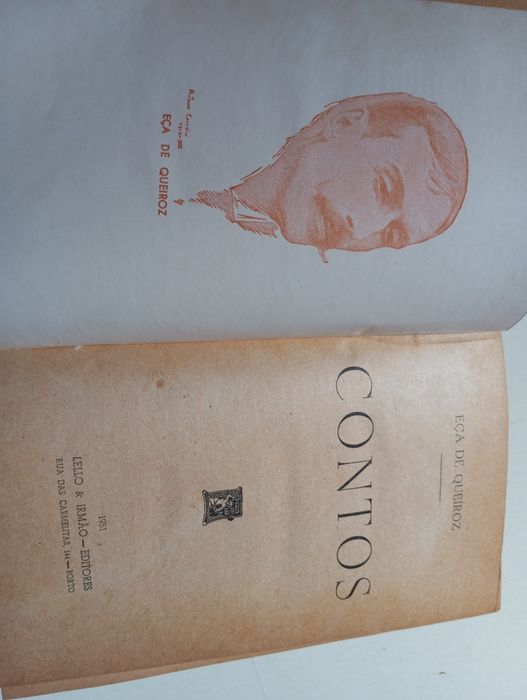 EÇA DE QUEIROZ
EÇA DE QUEIROZ
CONTOS
1951
LELLO & IRMÃO — EDITORES
RUA DAS CARMELITAS, 144 — PORTO